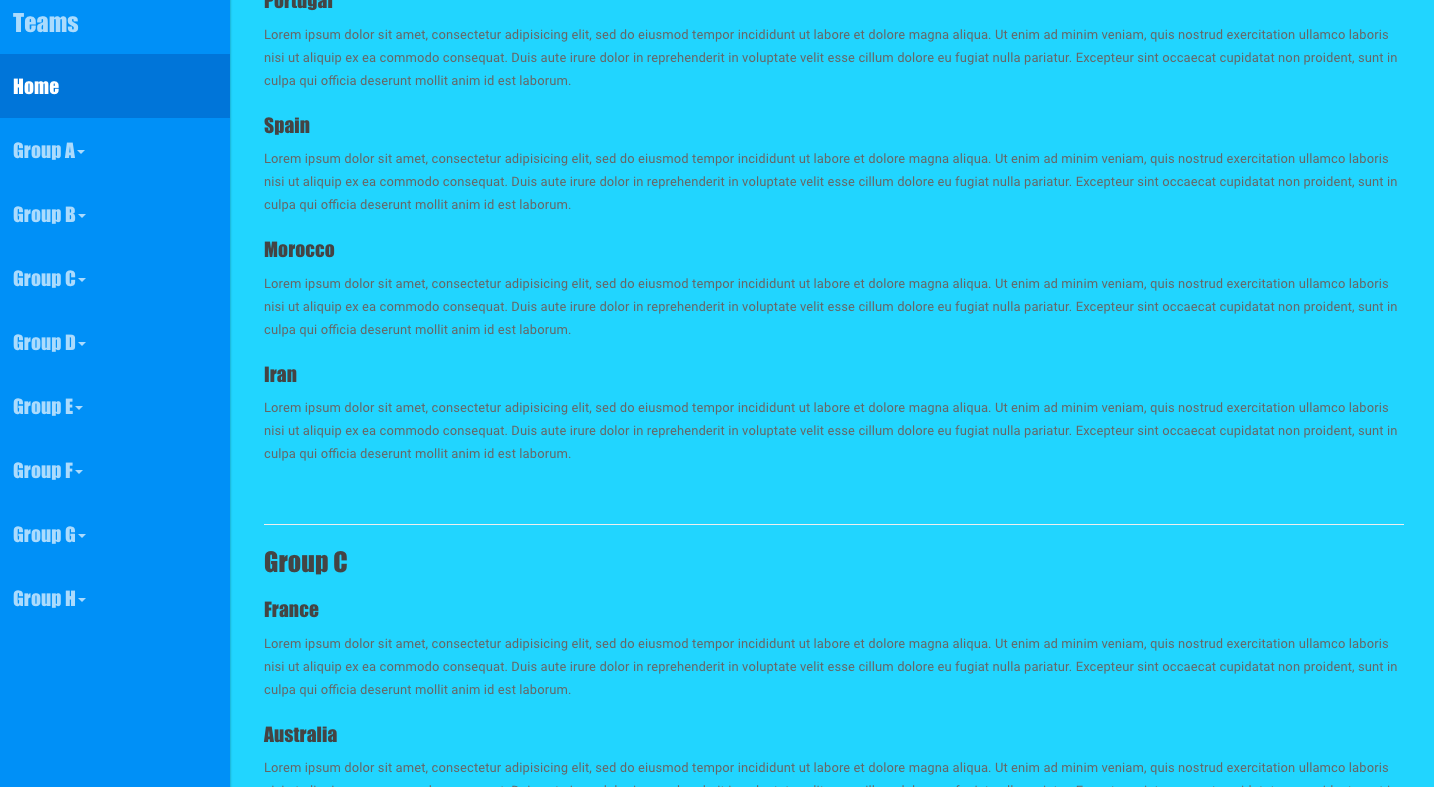 Teams
Home
Group A
Group B
Group C
Group D
Group E
Group F
Group G
Group H
Portugal
Lorem ipsum dolor sit amet, consectetur adipisicing elit, sed do eiusmod tempor incididunt ut labore et dolore magna aliqua. Ut enim ad minim veniam, quis nostrud exercitation ullamco laboris
nisi ut aliquip ex ea commodo consequat. Duis aute irure dolor in reprehenderit in voluptate velit esse cillum dolore eu fugiat nulla pariatur. Excepteur sint occaecat cupidatat non proident, sunt in
culpa qui officia deserunt mollit anim id est laborum.
Spain
Lorem ipsum dolor sit amet, consectetur adipisicing elit, sed do eiusmod tempor incididunt ut labore et dolore magna aliqua. Ut enim ad minim veniam, quis nostrud exercitation ullamco laboris
nisi ut aliquip ex ea commodo consequat. Duis aute irure dolor in reprehenderit in voluptate velit esse cillum dolore eu fugiat nulla pariatur. Excepteur sint occaecat cupidatat non proident, sunt in
culpa qui officia deserunt mollit anim id est laborum.
Morocco
Lorem ipsum dolor sit amet, consectetur adipisicing elit, sed do eiusmod tempor incididunt ut labore et dolore magna aliqua. Ut enim ad minim veniam, quis nostrud exercitation ullamco laboris
nisi ut aliquip ex ea commodo consequat. Duis aute irure dolor in reprehenderit in voluptate velit esse cillum dolore eu fugiat nulla pariatur. Excepteur sint occaecat cupidatat non proident, sunt in
culpa qui officia deserunt mollit anim id est laborum.
Iran
Lorem ipsum dolor sit amet, consectetur adipisicing elit, sed do eiusmod tempor incididunt ut labore et dolore magna aliqua. Ut enim ad minim veniam, quis nostrud exercitation ullamco laboris
nisi ut aliquip ex ea commodo consequat. Duis aute irure dolor in reprehenderit in voluptate velit esse cillum dolore eu fugiat nulla pariatur. Excepteur sint occaecat cupidatat non proident, sunt in
culpa qui officia deserunt mollit anim id est laborum.
Group C
France
Lorem ipsum dolor sit amet, consectetur adipisicing elit, sed do eiusmod tempor incididunt ut labore et dolore magna aliqua. Ut enim ad minim veniam, quis nostrud exercitation ullamco laboris
nisi ut aliquip ex ea commodo consequat. Duis aute irure dolor in reprehenderit in voluptate velit esse cillum dolore eu fugiat nulla pariatur. Excepteur sint occaecat cupidatat non proident, sunt in
culpa qui officia deserunt mollit anim id est laborum.
Australia
Lorem ipsum dolor sit amet, consectetur adipisicing elit, sed do eiusmod tempor incididunt ut labore et dolore magna aliqua. Ut enim ad minim veniam, quis nostrud exercitation ullamco laboris